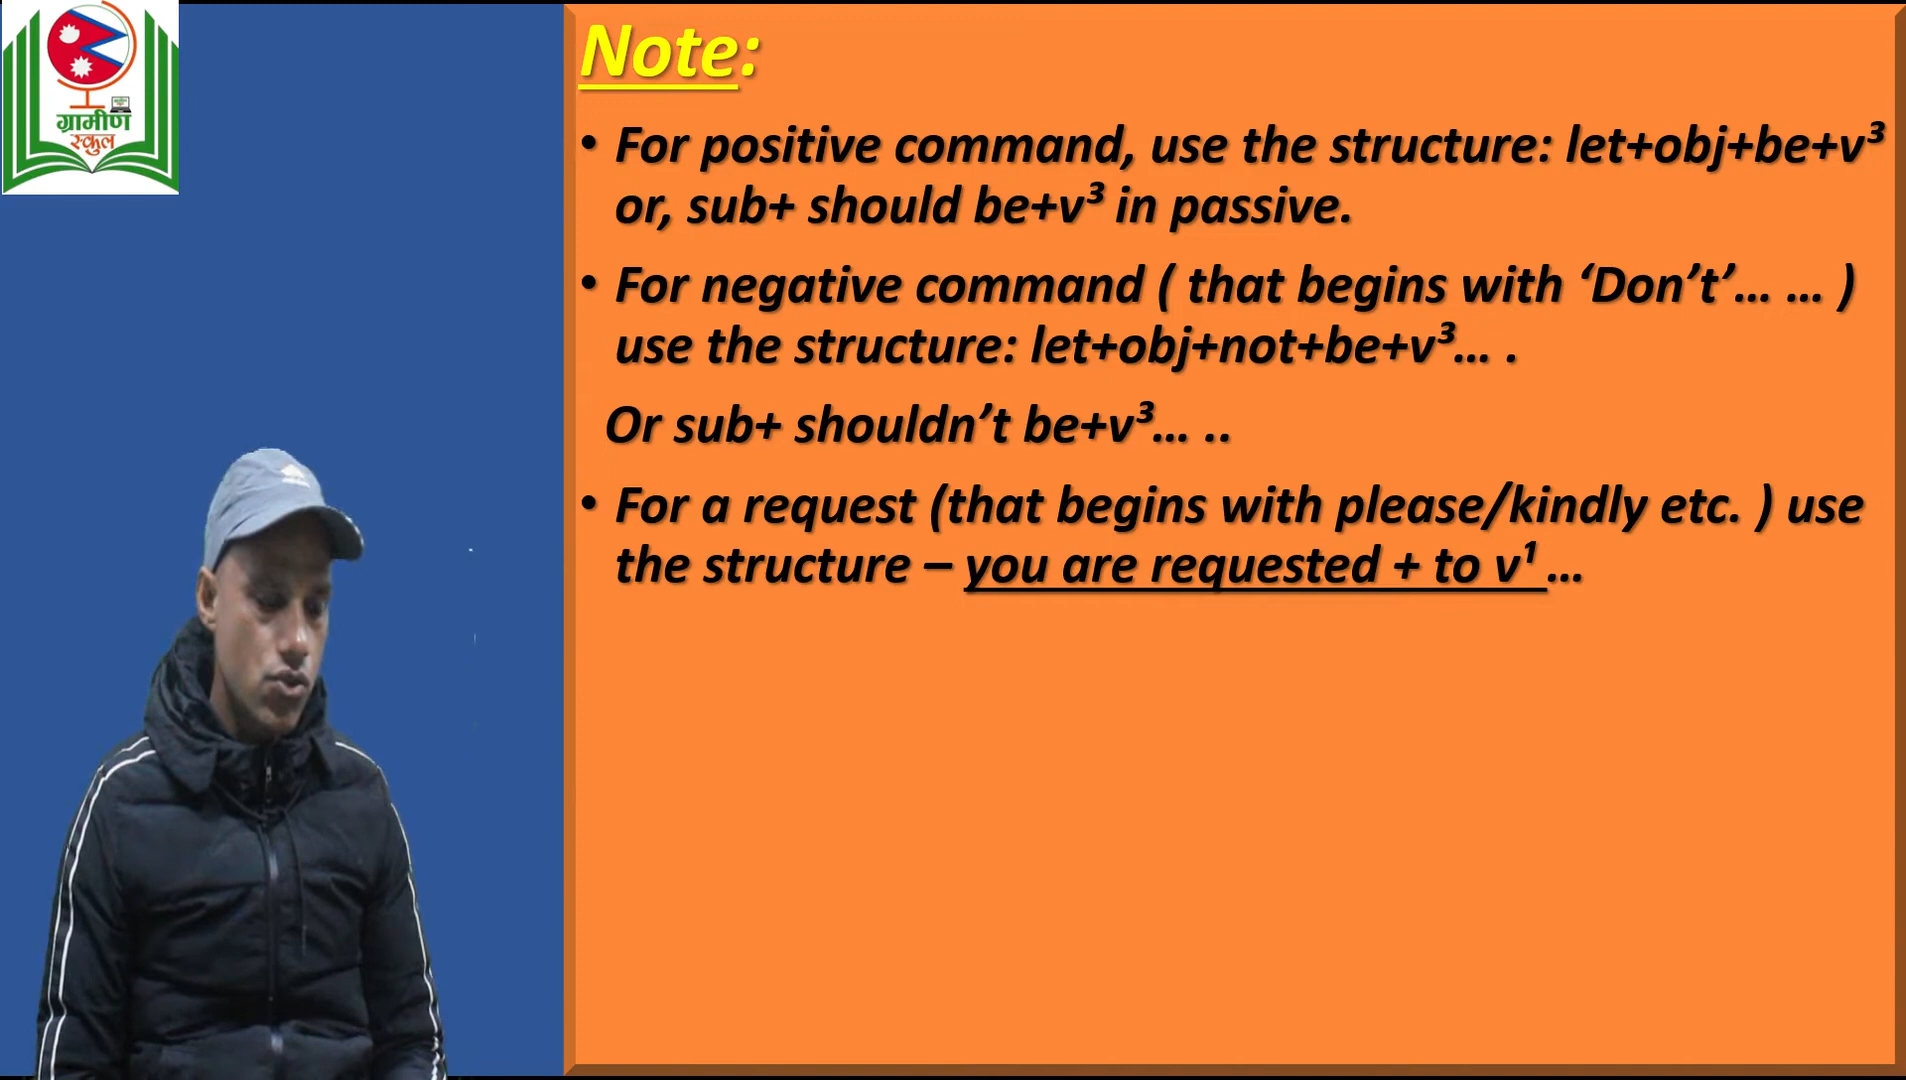 ग्रामीण
स्कुल
Note:
• For positive command, use the structure: let+obj+be+v³
or, sub+ should be+v³ in passive.
• For negative command ( that begins with ‘Don’t’… … )
use the structure: let+obj+not+be+v³… .
Or sub+ shouldn’t be+v³… ..
• For a request (that begins with please/kindly etc. ) use
the structure – you are requested + to v¹ …